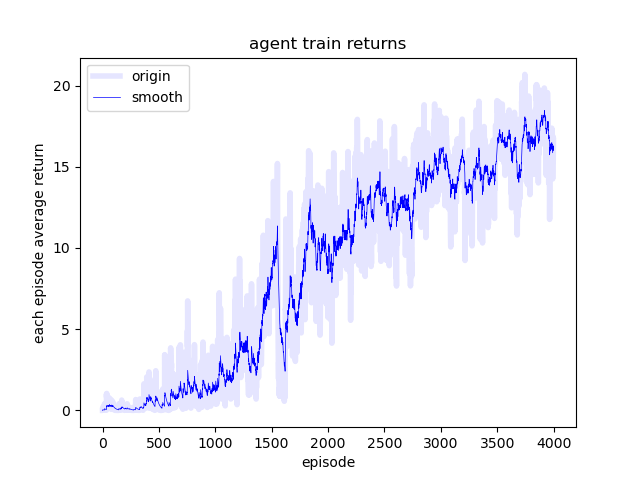 agent train returns
origin
smooth
20
15
10
5
0
each episode average return
0 500 1000 1500 2000 2500 3000 3500 4000
episode